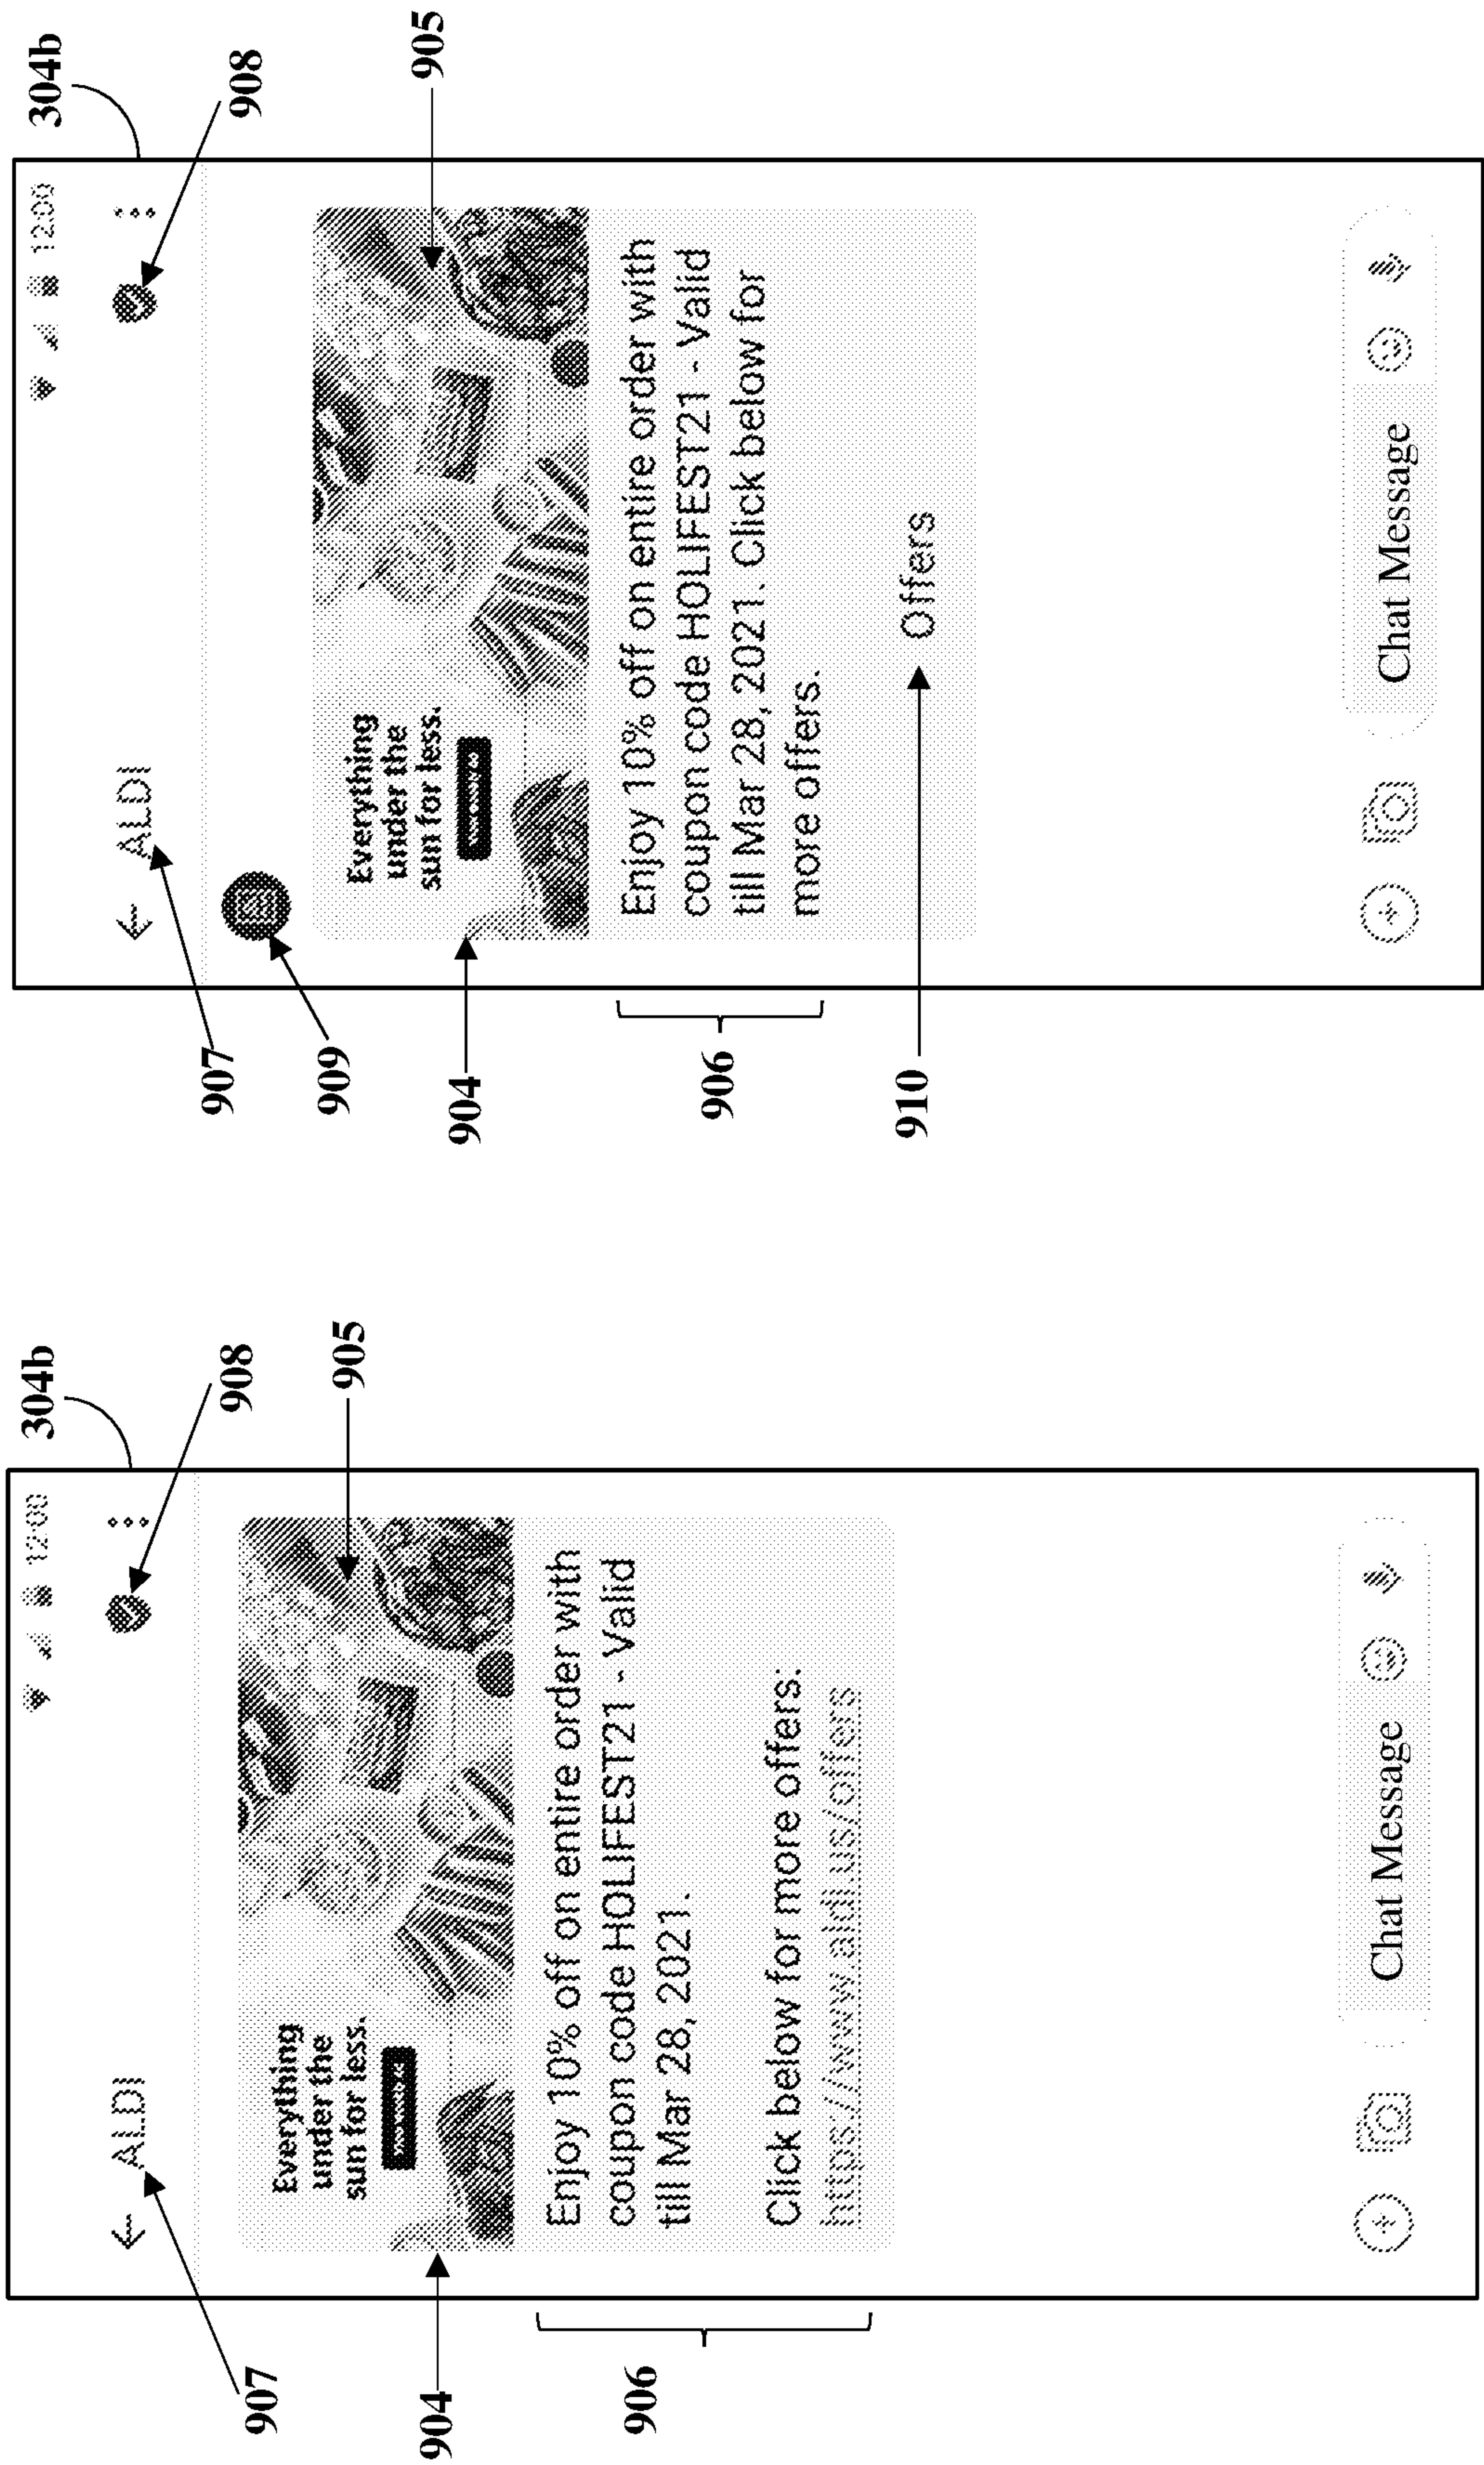 304b
12:00
908
907
ALDI
905
904
Everything
under the
sun for less.
906
Enjoy 10% off on entire order with
coupon code HOLIFEST21 - Valid
till Mar 28, 2021.
Click below for more offers:
https://www.aldi.us/offers
Chat Message
304b
12:00
908
907
ALDI
909
905
904
Everything
under the
sun for less.
906
Enjoy 10% off on entire order with
coupon code HOLIFEST21 - Valid
till Mar 28, 2021. Click below for
more offers.
910
Offers
Chat Message